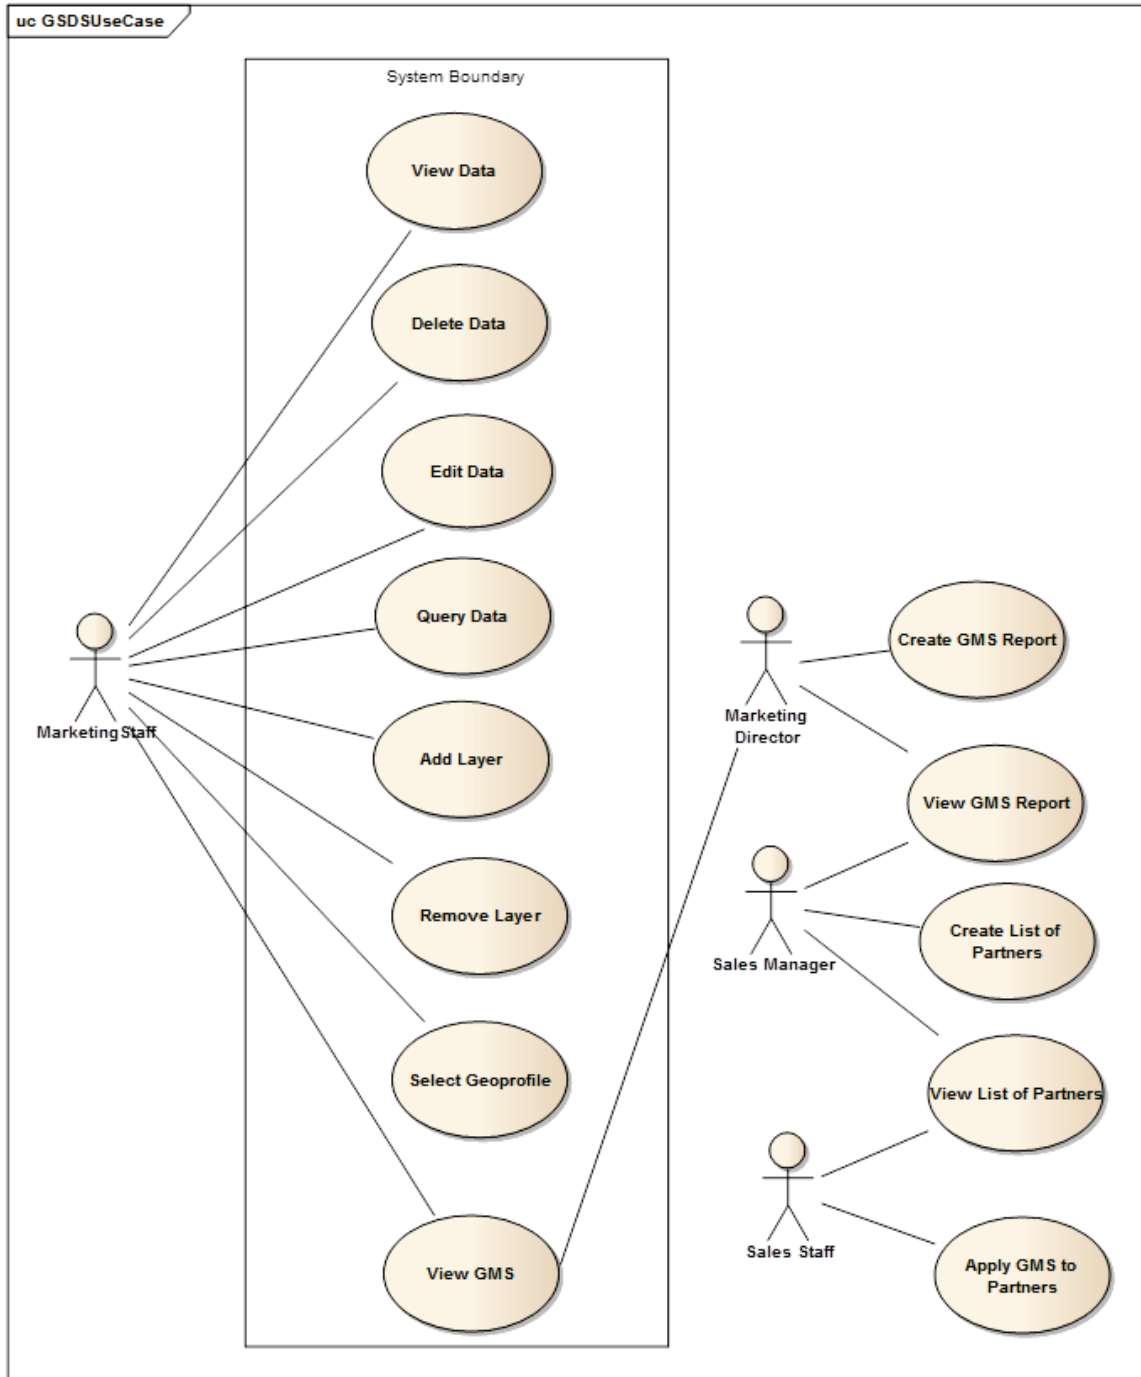 uc GSDSUseCase
System Boundary
View Data
Delete Data
Edit Data
Query Data
Add Layer
Remove Layer
Select Geoprofile
View GMS
Marketing Staff
Marketing
Director
Create GMS Report
View GMS Report
Sales Manager
Create List of
Partners
View List of Partners
Sales Staff
Apply GMS to
Partners